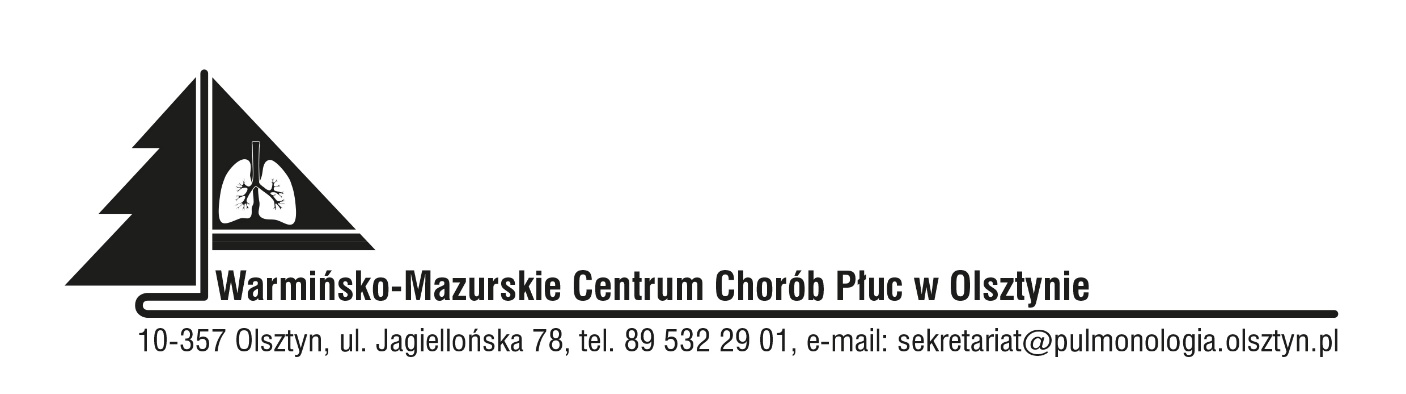 Warmińsko-Mazurskie Centrum Chorób Płuc w Olsztynie
10-357 Olsztyn, ul. Jagiellońska 78, tel. 89 532 29 01, e-mail: sekretariat@pulmonologia.olsztyn.pl